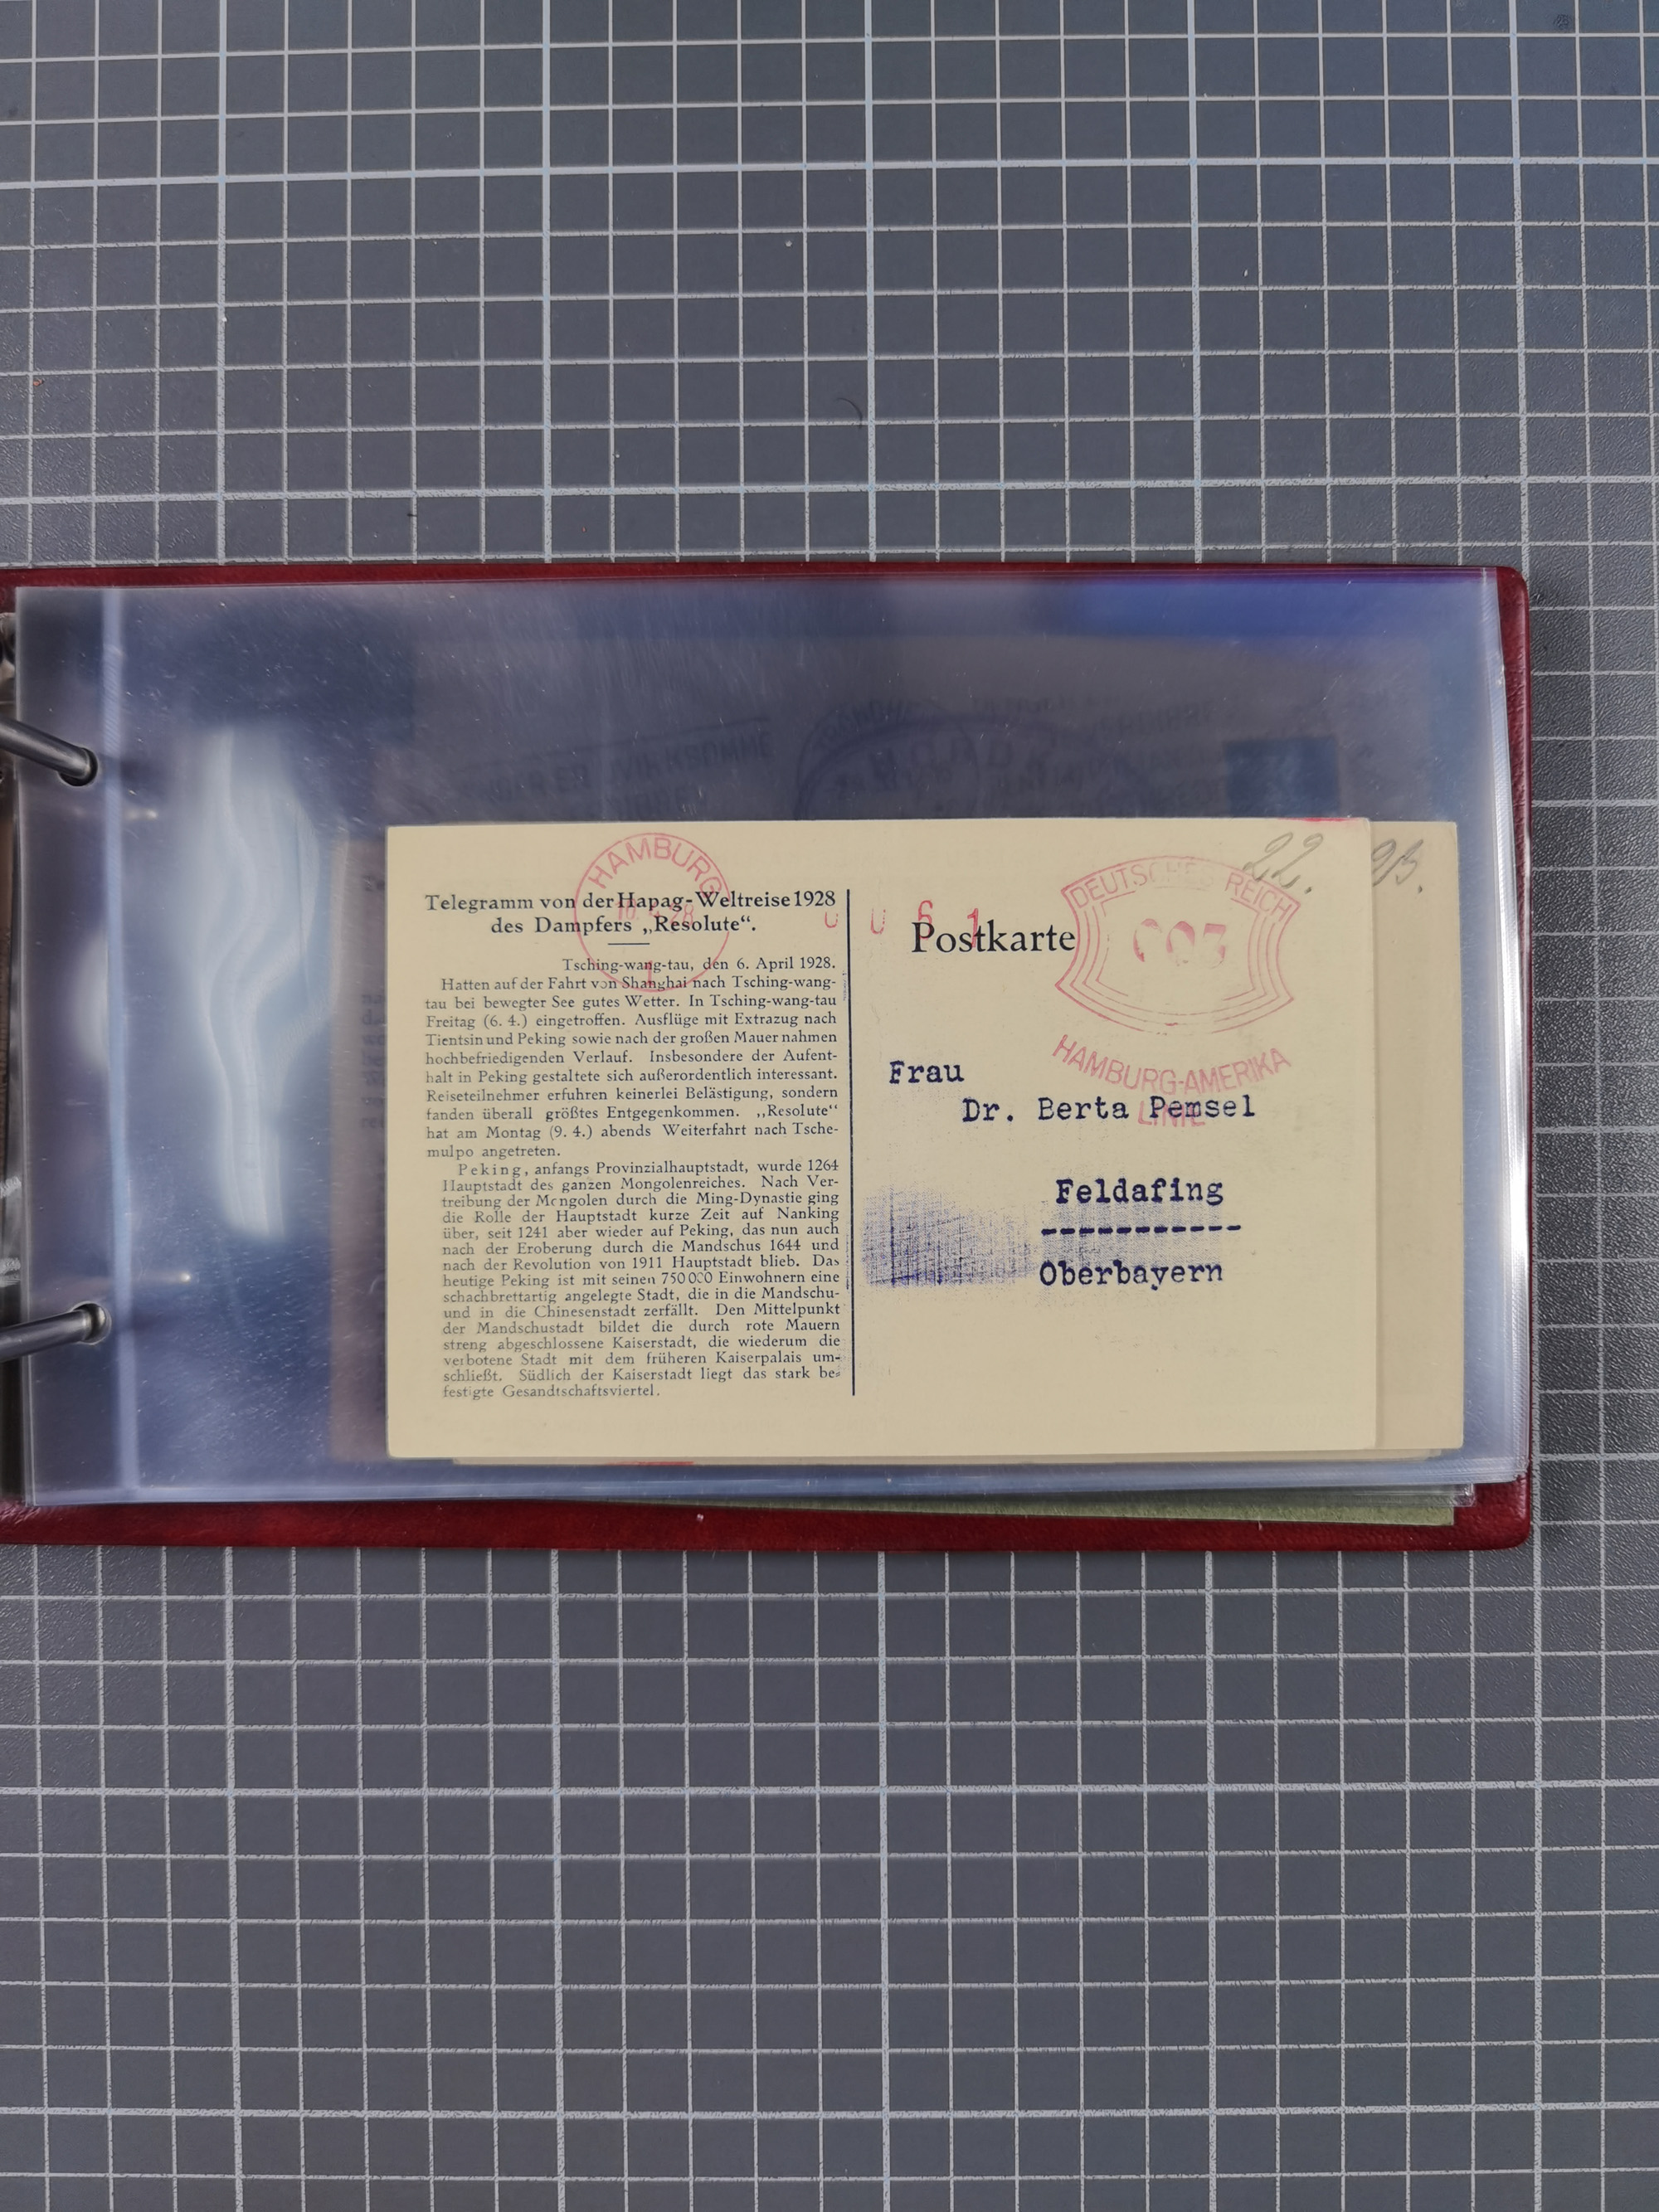 HAMBURG
1
Telegramm von der Hapag-Weltreise 1928
des Dampfers „Resolute“.
Tsching-wang-tau, den 6. April 1928.
Hatten auf der Fahrt von Shanghai nach Tsching-wang-
tau bei bewegter See gutes Wetter. In Tsching-wang-tau
Freitag (6. 4.) eingetroffen. Ausflüge mit Extrazug nach
Tientsin und Peking sowie nach der großen Mauer nahmen
hochbefriedigenden Verlauf. Insbesondere der Aufent-
halt in Peking gestaltete sich außerordentlich interessant.
Reiseteilnehmer erfuhren keinerlei Belästigung, sondern
fanden überall größtes Entgegenkommen. „Resolute“
hat am Montag (9. 4.) abends Weiterfahrt nach Tsche-
mulpo angetreten.
Peking, anfangs Provinzialhauptstadt, wurde 1264
Hauptstadt des ganzen Mongolenreiches. Nach Ver-
treibung der Mongolen durch die Ming-Dynastie ging
die Rolle der Hauptstadt kurze Zeit auf Nanking
über, seit 1241 aber wieder auf Peking, das nun auch
nach der Eroberung durch die Mandschus 1644 und
nach der Revolution von 1911 Hauptstadt blieb. Das
heutige Peking ist mit seinen 750000 Einwohnern eine
schachbrettartig angelegte Stadt, die in die Mandschu-
und in die Chinesenstadt zerfällt. Den Mittelpunkt
der Mandschustadt bildet die durch rote Mauern
streng abgeschlossene Kaiserstadt, die wiederum die
verbotene Stadt mit dem früheren Kaiserpalais um-
schließt. Südlich der Kaiserstadt liegt das stark be-
festigte Gesandtschaftsviertel.
22.
Postkarte
DEUTSCHES REICH
003
HAMBURG-AMERIKA
LINIE
Frau
Dr. Berta Pemsel
Feldafing
Oberbayern